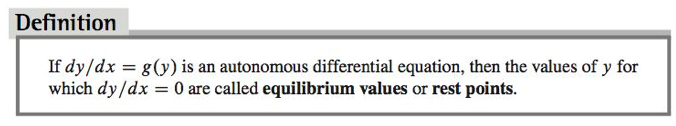 Definition
If dy/dx = g(y) is an autonomous differential equation, then the values of y for
which dy/dx = 0 are called equilibrium values or rest points.